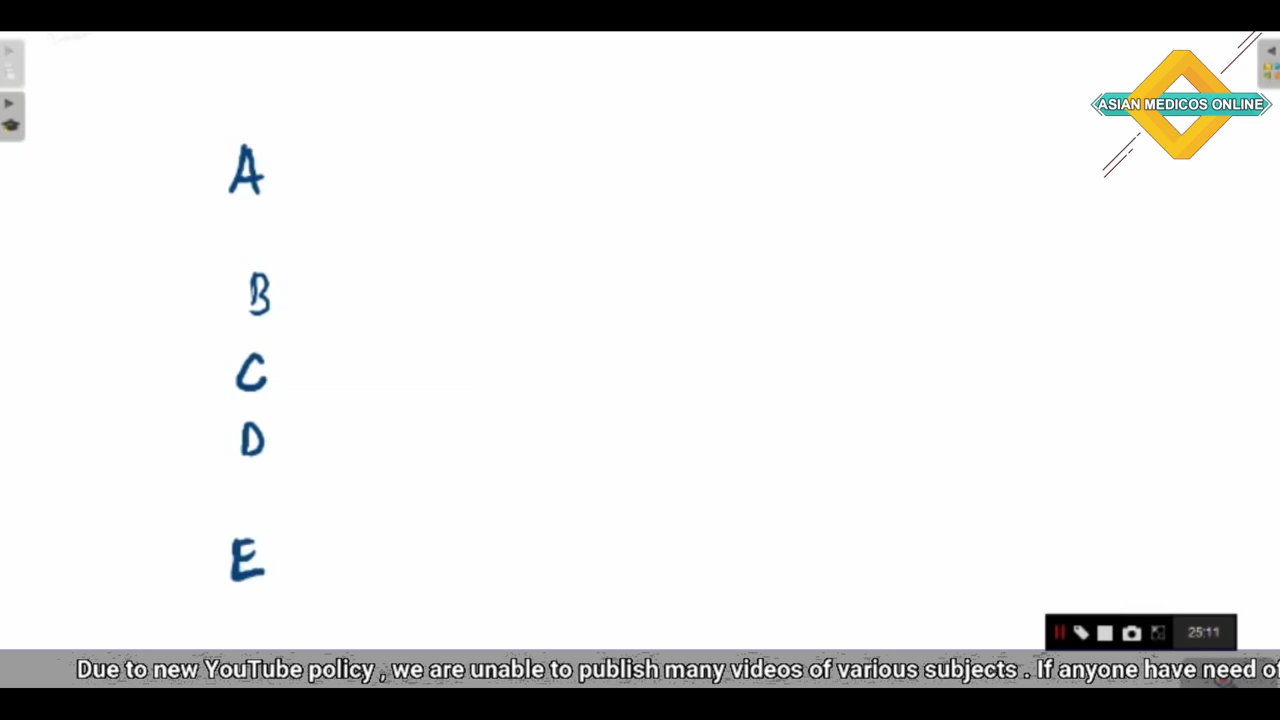 ASIAN MEDICOS ONLINE
A
B
C
D
E
25:11
Due to new YouTube policy , we are unable to publish many videos of various subjects . If anyone have need of